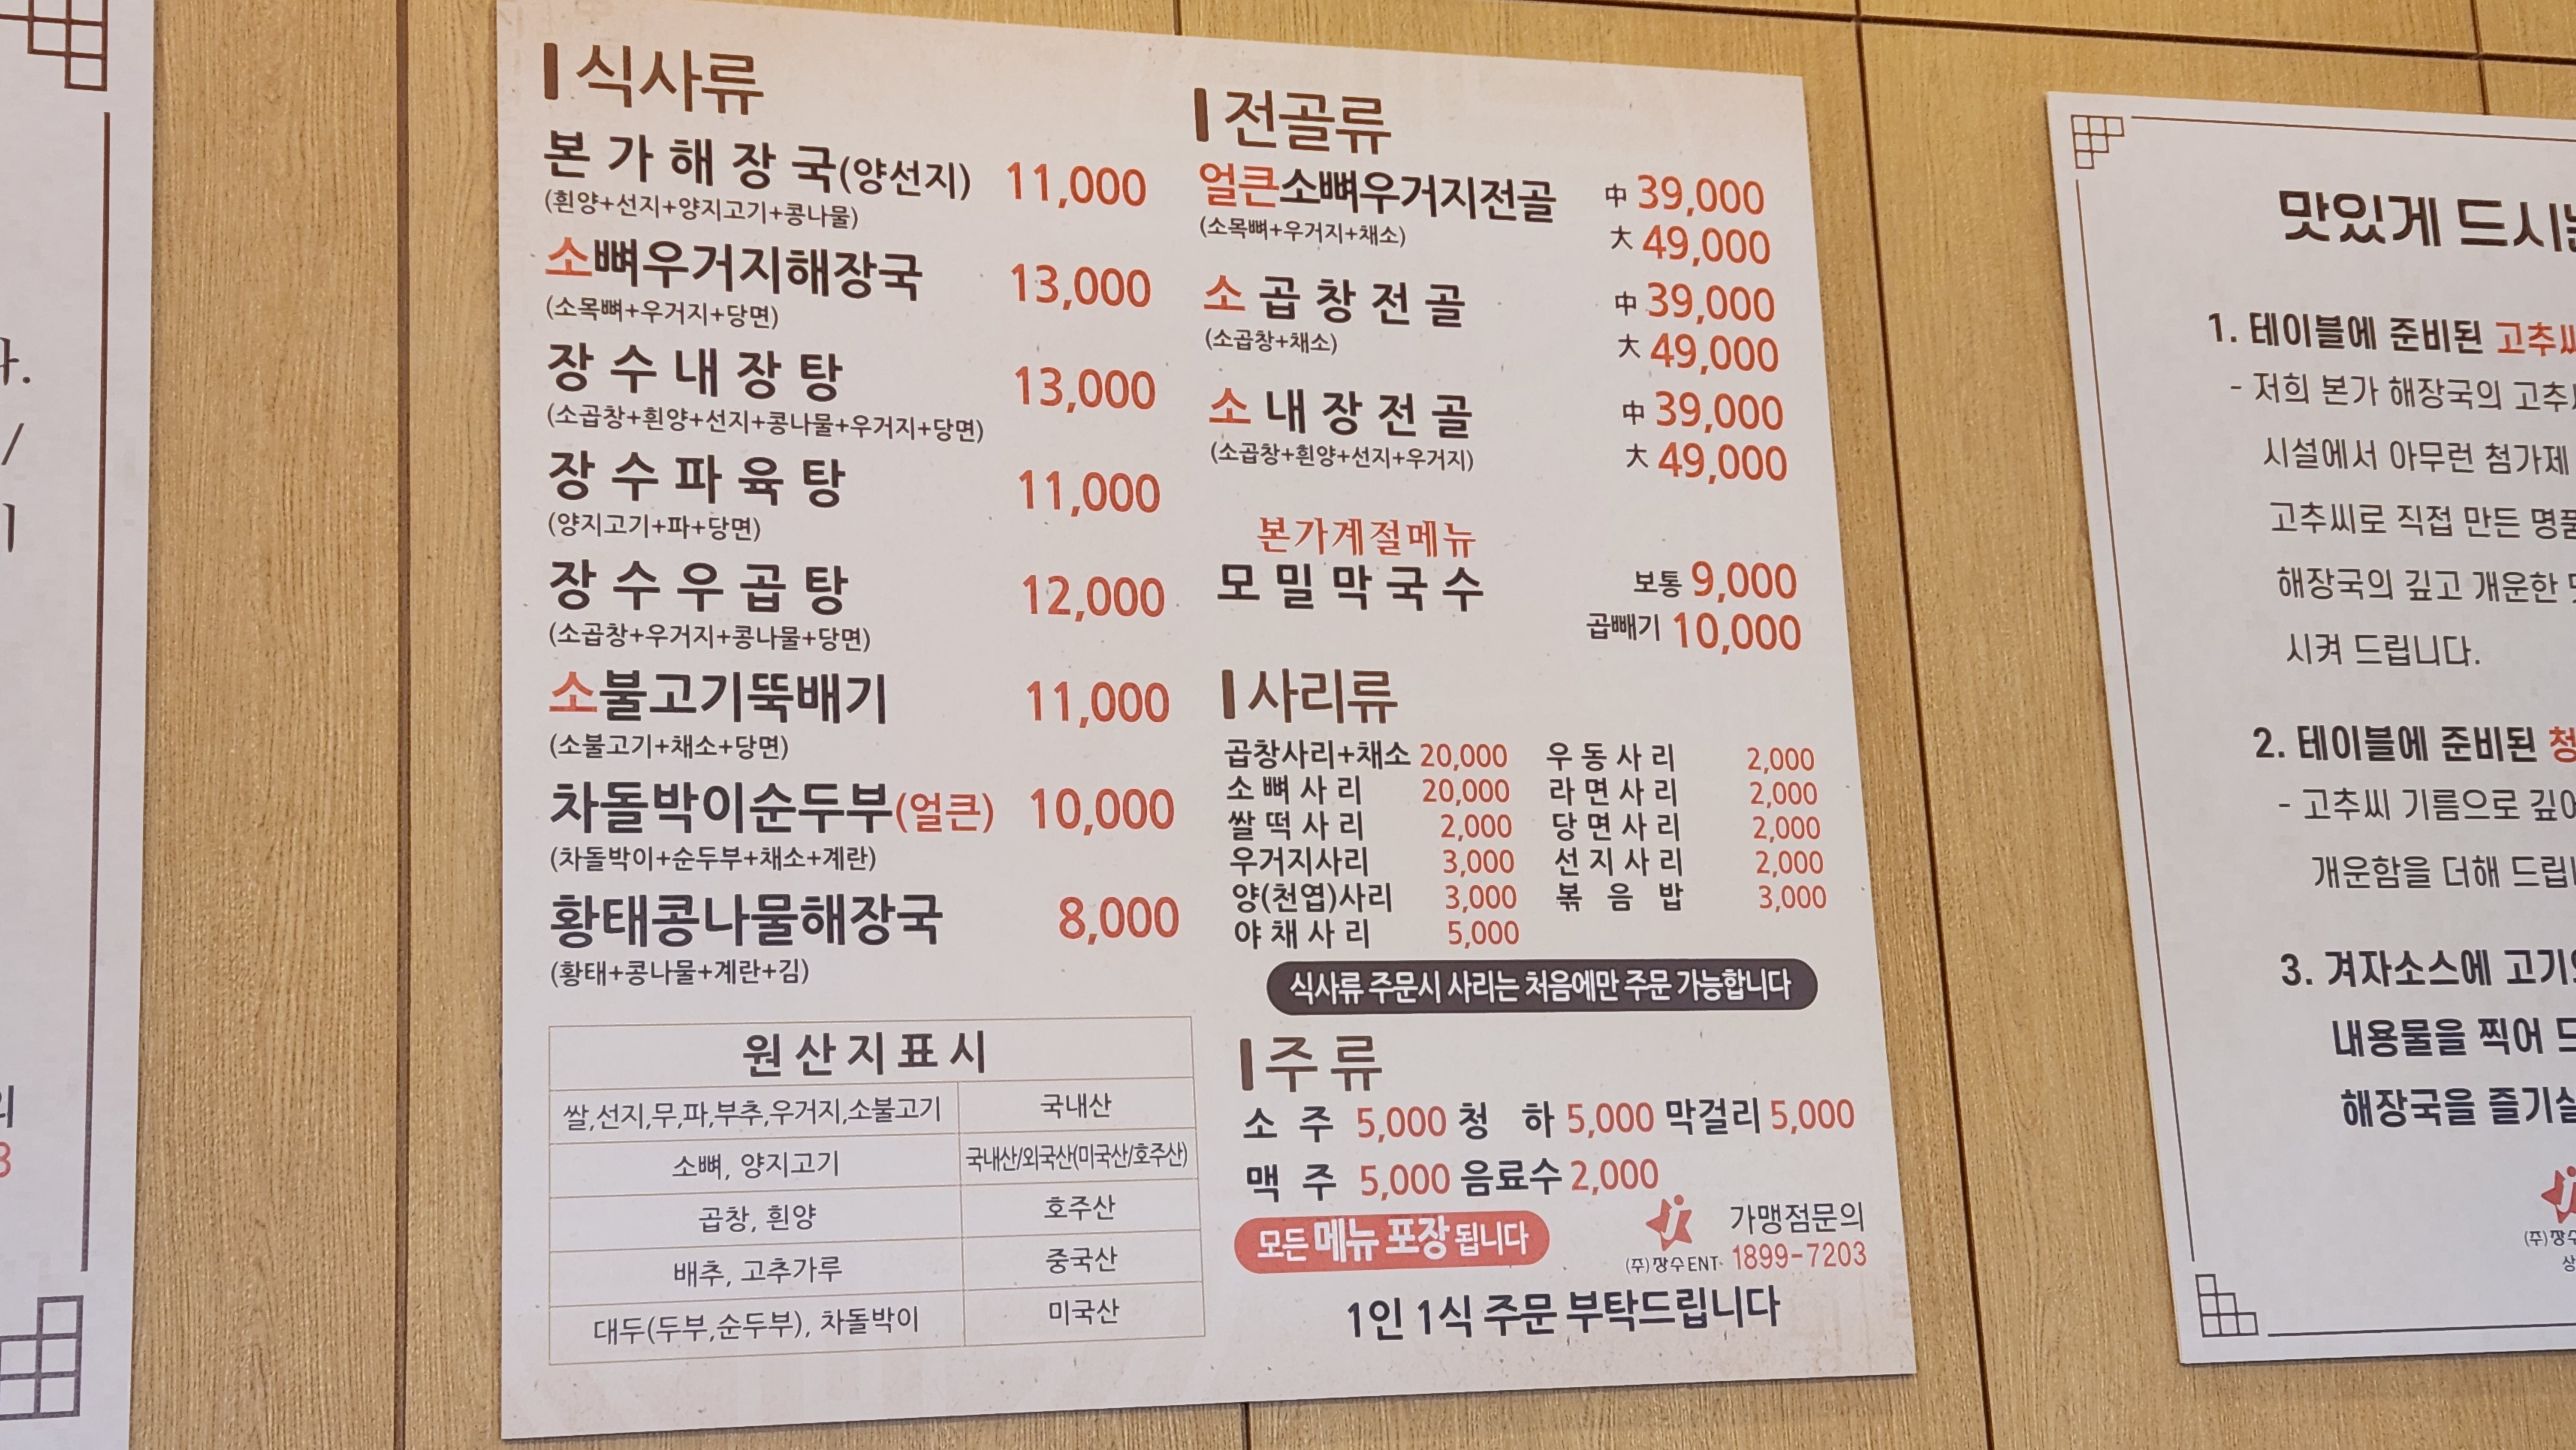 식사류
본가해장국(양선지) 11,000
(흰양+선지+양지고기+콩나물)
소뼈우거지해장국 13,000
(소목뼈+우거지+당면)
장수내장탕 13,000
(소곱창+흰양+선지+콩나물+우거지+당면)
장수파육탕 11,000
(양지고기+파+당면)
장수우곱탕 12,000
(소곱창+우거지+콩나물+당면)
소불고기뚝배기 11,000
(소불고기+채소+당면)
차돌박이순두부(얼큰) 10,000
(차돌박이+순두부+채소+계란)
황태콩나물해장국 8,000
(황태+콩나물+계란+김)
원산지표시
쌀,선지,무,파,부추,우거지,소불고기 국내산
소뼈, 양지고기 국내산/외국산(미국산/호주산)
곱창, 흰양 호주산
배추, 고추가루 중국산
대두(두부,순두부), 차돌박이 미국산
전골류
얼큰소뼈우거지전골 中 39,000
(소목뼈+우거지+채소) 大 49,000
소곱창전골 中 39,000
(소곱창+채소) 大 49,000
소내장전골 中 39,000
(소곱창+흰양+선지+우거지) 大 49,000
본가계절메뉴
모밀막국수 보통 9,000
곱빼기 10,000
사리류
곱창사리+채소 20,000 우동사리 2,000
소뼈사리 20,000 라면사리 2,000
쌀떡사리 2,000 당면사리 2,000
우거지사리 3,000 선지사리 2,000
양(천엽)사리 3,000 볶음밥 3,000
야채사리 5,000
식사류 주문시 사리는 처음에만 주문 가능합니다
주류
소주 5,000 청하 5,000 막걸리 5,000
맥주 5,000 음료수 2,000
모든 메뉴 포장 됩니다
(주)장수ENT
가맹점문의
1899-7203
1인 1식 주문 부탁드립니다
맛있게 드시
1. 테이블에 준비된 고추
- 저희 본가 해장국의 고추
시설에서 아무런 첨가제
고추씨로 직접 만든 명품
해장국의 깊고 개운한
시켜 드립니다.
2. 테이블에 준비된 청
- 고추씨 기름으로 깊이
개운함을 더해 드립
3. 겨자소스에 고기
내용물을 찍어
해장국을 즐기
(주)장수